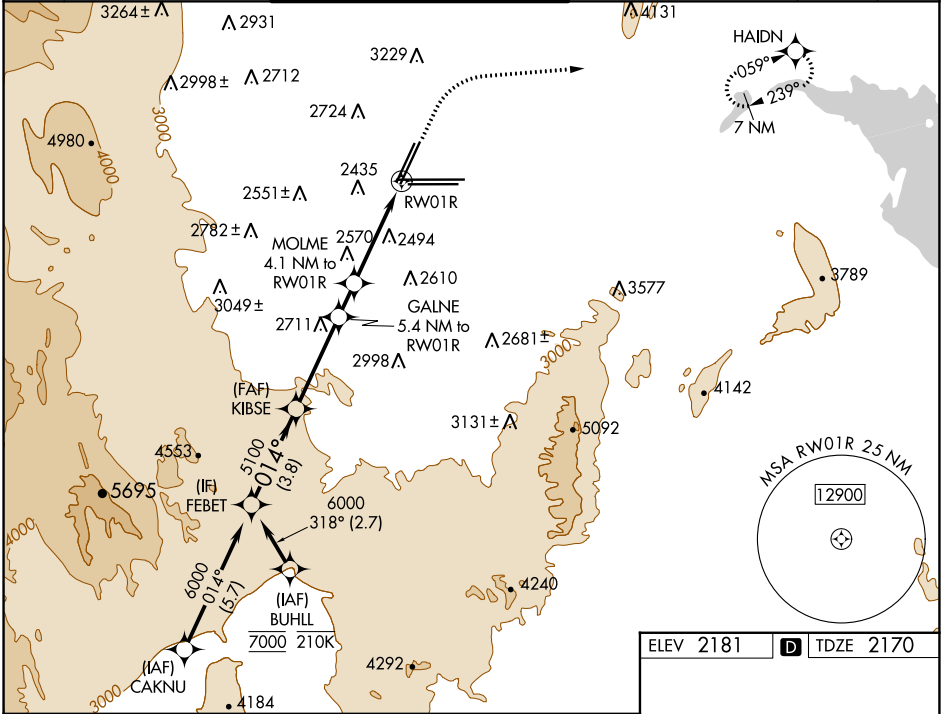 3264±
2931
4131
HAIDN
3229
059°
2998±
2712
239°
3000
2724
7 NM
4980
4000
2435
2551±
RW01R
2782±
2570
2494
MOLME
4.1 NM to
RW01R
3789
2610
3577
3049±
GALNE
5.4 NM to
RW01R
2711
2681±
3000
2998
(FAF)
KIBSE
4142
3131±
5092
4553
5100
014°
(3.8)
MSA RW01R 25 NM
12900
(IF)
FEBET
5695
6000
318° (2.7)
4000
6000
014°
(5.7)
4240
(IAF)
BUHLL
7000 210K
ELEV 2181
D
TDZE 2170
(IAF)
CAKNU
4292
3000
4184